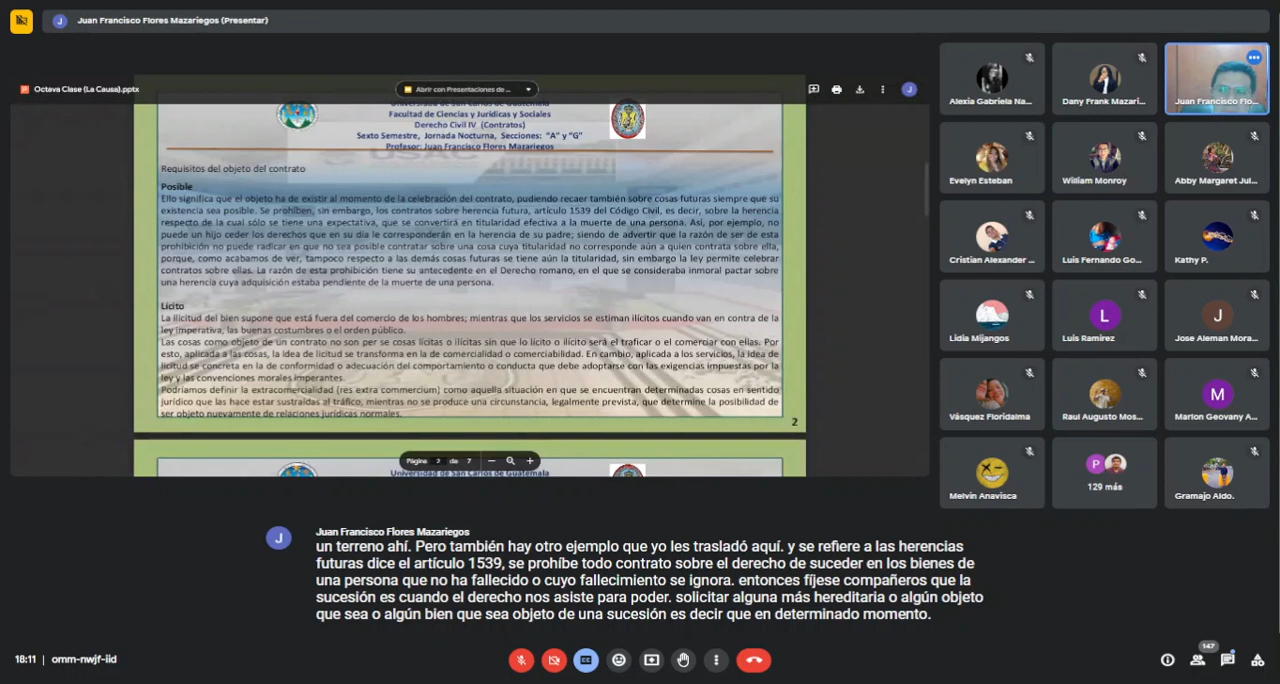 J Juan Francisco Flores Mazariegos (Presentar)
Octava Clase (La Causa).pptx
Abrir con Presentaciones de ...
J
Universidad de San Carlos de Guatemala
Facultad de Ciencias y Jurídicas y Sociales
Derecho Civil IV (Contratos)
Sexto Semestre, Jornada Nocturna, Secciones: "A" y "G"
Profesor: Juan Francisco Flores Mazariegos
Requisitos del objeto del contrato
Posible
Ello significa que el objeto ha de existir al momento de la celebración del contrato, pudiendo recaer también sobre cosas futuras siempre que su
existencia sea posible. Se prohíben, sin embargo, los contratos sobre herencia futura, artículo 1539 del Código Civil, es decir, sobre la herencia
respecto de la cual sólo se tiene una expectativa, que se convertirá en titularidad efectiva a la muerte de una persona. Así, por ejemplo, no
puede un hijo ceder los derechos que en su día le corresponderán en la herencia de su padre; siendo de advertir que la razón de ser de esta
prohibición no puede radicar en que no sea posible contratar sobre una cosa cuya titularidad no corresponde aún a quien contrata sobre ella,
porque, como acabamos de ver, tampoco respecto a las demás cosas futuras se tiene aún la titularidad, sin embargo la ley permite celebrar
contratos sobre ellas. La razón de esta prohibición tiene su antecedente en el Derecho romano, en el que se consideraba inmoral pactar sobre
una herencia cuya adquisición estaba pendiente de la muerte de una persona.
Lícito
La ilicitud del bien supone que está fuera del comercio de los hombres; mientras que los servicios se estiman ilícitos cuando van en contra de la
ley imperativa, las buenas costumbres o el orden público.
Las cosas como objeto de un contrato no son per se cosas lícitas o ilícitas sin que lo lícito o ilícito será el traficar o el comerciar con ellas. Por
esto, aplicada a las cosas, la idea de licitud se transforma en la de comercialidad o comerciabilidad. En cambio, aplicada a los servicios, la idea de
licitud se concreta en la de conformidad o adecuación del comportamiento o conducta que debe adoptarse con las exigencias impuestas por la
ley y las convenciones morales imperantes.
Podríamos definir la extracomercialidad (res extra commercium) como aquella situación en que se encuentran determinadas cosas en sentido
jurídico que las hace estar sustraídas al tráfico, mientras no se produce una circunstancia, legalmente prevista, que determine la posibilidad de
ser objeto nuevamente de relaciones jurídicas normales.
2
Página 2 de 7
Universidad de San Carlos de Guatemala
Alexia Gabriela Na...
Dany Frank Mazari...
Juan Francisco Flo...
Evelyn Esteban
William Monroy
Abby Margaret Jul...
Cristian Alexander ...
Luis Fernando Go...
Kathy P.
Lidia Mijangos
L
Luis Ramírez
J
Jose Aleman Mora...
Vásquez Floridalma
Raul Augusto Mos...
M
Marlon Geovany A...
Melvin Anavisca
P
129 más
Gramajo Aldo.
J
Juan Francisco Flores Mazariegos
un terreno ahí. Pero también hay otro ejemplo que yo les trasladó aquí. y se refiere a las herencias
futuras dice el artículo 1539, se prohíbe todo contrato sobre el derecho de suceder en los bienes de
una persona que no ha fallecido o cuyo fallecimiento se ignora. entonces fíjese compañeros que la
sucesión es cuando el derecho nos asiste para poder. solicitar alguna más hereditaria o algún objeto
que sea o algún bien que sea objeto de una sucesión es decir que en determinado momento.
18:11 | omm-nwjf-iid
CC
147